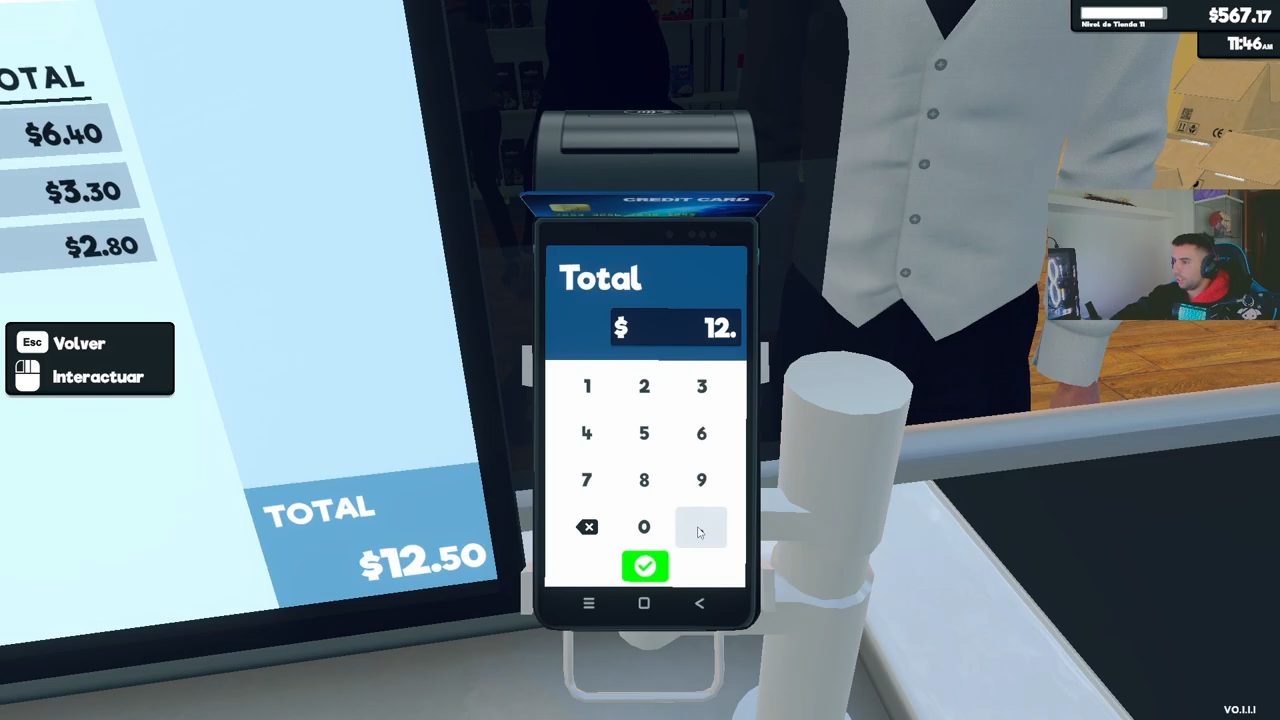 $567.17
Nivel de Tienda 11
11:46AM
OTAL
$6.40
$3.30
$2.80
CREDIT CARD
Total
$ 12.
Esc Volver
Interactuar
1 2 3
4 5 6
7 8 9
0
TOTAL
$12.50
V0.1.1.1